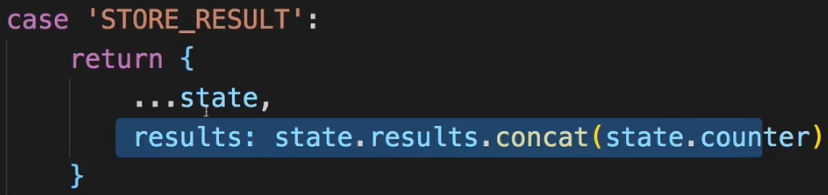 case 'STORE_RESULT':
return {
...state,
results: state.results.concat(state.counter)
}